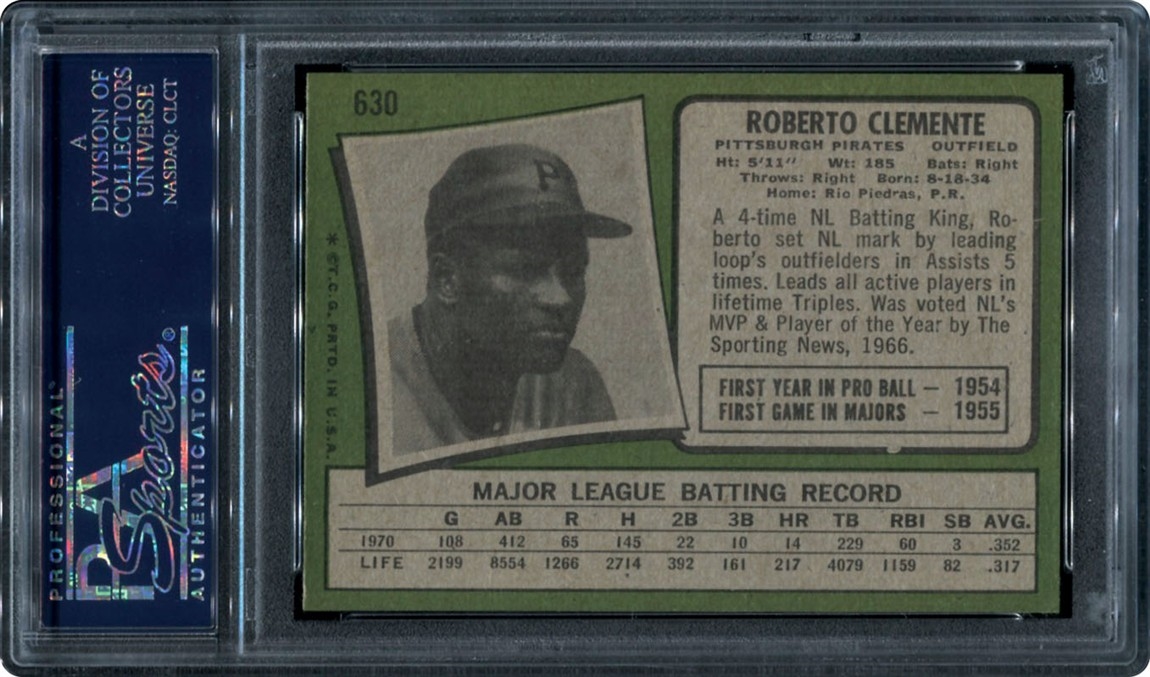 A
DIVISION OF
COLLECTORS
UNIVERSE
NASDAQ: CLCT
PROFESSIONAL
PSA
Sports®
AUTHENTICATOR
630
P
* ©T.C.G. PRTD. IN U.S.A.
ROBERTO CLEMENTE
PITTSBURGH PIRATES OUTFIELD
Ht: 5'11" Wt: 185 Bats: Right
Throws: Right Born: 8-18-34
Home: Rio Piedras, P.R.
A 4-time NL Batting King, Ro-
berto set NL mark by leading
loop's outfielders in Assists 5
times. Leads all active players in
lifetime Triples. Was voted NL's
MVP & Player of the Year by The
Sporting News, 1966.
FIRST YEAR IN PRO BALL — 1954
FIRST GAME IN MAJORS — 1955
MAJOR LEAGUE BATTING RECORD
G AB R H 2B 3B HR TB RBI SB AVG.
1970 108 412 65 145 22 10 14 229 60 3 .352
LIFE 2199 8554 1266 2714 392 161 217 4079 1159 82 .317